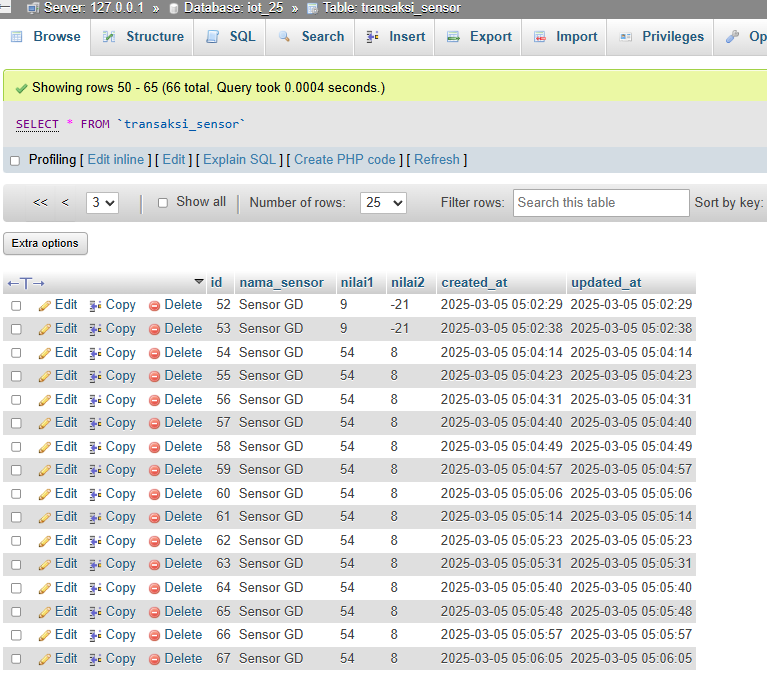 Server: 127.0.0.1 » Database: iot_25 » Table: transaksi_sensor
Browse Structure SQL Search Insert Export Import Privileges Op
Showing rows 50 - 65 (66 total, Query took 0.0004 seconds.)
SELECT * FROM `transaksi_sensor`
Profiling [ Edit inline ] [ Edit ] [ Explain SQL ] [ Create PHP code ] [ Refresh ]
<< < 3 | Show all | Number of rows: 25 Filter rows: Search this table Sort by key:
Extra options
←T→ id nama_sensor nilai1 nilai2 created_at updated_at
Edit Copy Delete 52 Sensor GD 9 -21 2025-03-05 05:02:29 2025-03-05 05:02:29
Edit Copy Delete 53 Sensor GD 9 -21 2025-03-05 05:02:38 2025-03-05 05:02:38
Edit Copy Delete 54 Sensor GD 54 8 2025-03-05 05:04:14 2025-03-05 05:04:14
Edit Copy Delete 55 Sensor GD 54 8 2025-03-05 05:04:23 2025-03-05 05:04:23
Edit Copy Delete 56 Sensor GD 54 8 2025-03-05 05:04:31 2025-03-05 05:04:31
Edit Copy Delete 57 Sensor GD 54 8 2025-03-05 05:04:40 2025-03-05 05:04:40
Edit Copy Delete 58 Sensor GD 54 8 2025-03-05 05:04:49 2025-03-05 05:04:49
Edit Copy Delete 59 Sensor GD 54 8 2025-03-05 05:04:57 2025-03-05 05:04:57
Edit Copy Delete 60 Sensor GD 54 8 2025-03-05 05:05:06 2025-03-05 05:05:06
Edit Copy Delete 61 Sensor GD 54 8 2025-03-05 05:05:14 2025-03-05 05:05:14
Edit Copy Delete 62 Sensor GD 54 8 2025-03-05 05:05:23 2025-03-05 05:05:23
Edit Copy Delete 63 Sensor GD 54 8 2025-03-05 05:05:31 2025-03-05 05:05:31
Edit Copy Delete 64 Sensor GD 54 8 2025-03-05 05:05:40 2025-03-05 05:05:40
Edit Copy Delete 65 Sensor GD 54 8 2025-03-05 05:05:48 2025-03-05 05:05:48
Edit Copy Delete 66 Sensor GD 54 8 2025-03-05 05:05:57 2025-03-05 05:05:57
Edit Copy Delete 67 Sensor GD 54 8 2025-03-05 05:06:05 2025-03-05 05:06:05